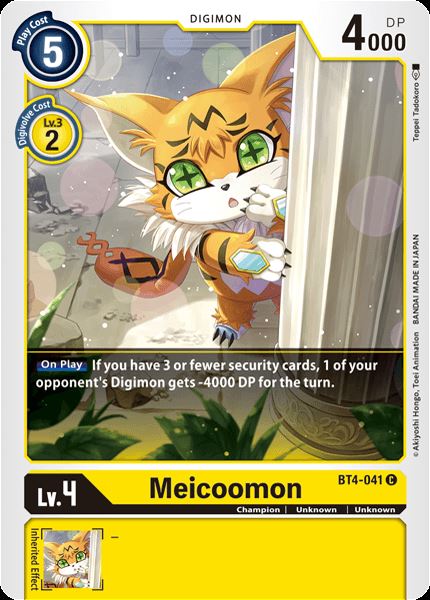 Play Cost
5
DIGIMON
4000
DP
Digivolve Cost
Lv.3
2
Teppei Tadokoro
On Play If you have 3 or fewer security cards, 1 of your
opponent's Digimon gets -4000 DP for the turn.
© Akiyoshi Hongo, Toei Animation BANDAI MADE IN JAPAN
Lv.4
Meicoomon
BT4-041 C
Champion | Unknown | Unknown
Inherited Effect
–